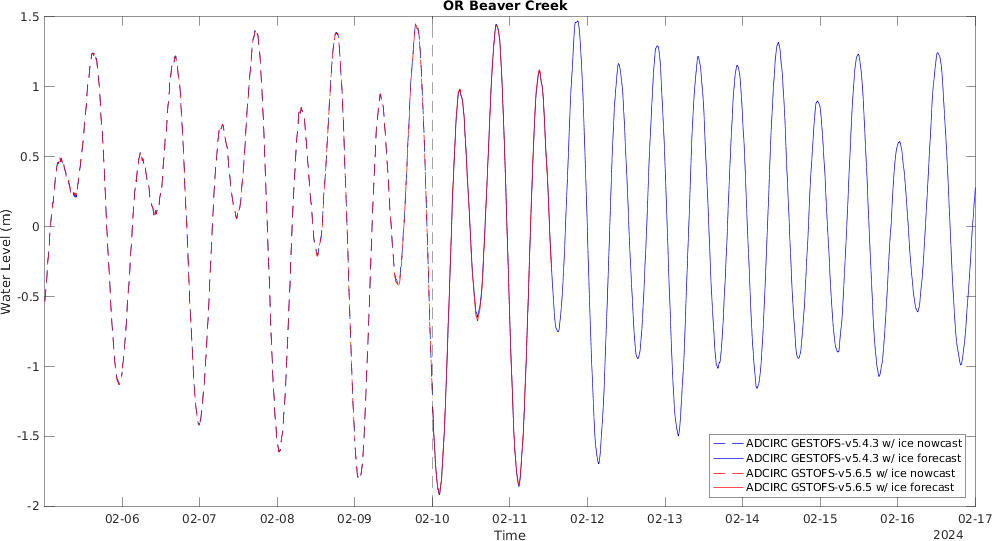 OR Beaver Creek
1.5
1
0.5
0
-0.5
-1
-1.5
-2
Water Level (m)
02-06 02-07 02-08 02-09 02-10 02-11 02-12 02-13 02-14 02-15 02-16 02-17
Time
2024
ADCIRC GESTOFS-v5.4.3 w/ ice nowcast
ADCIRC GESTOFS-v5.4.3 w/ ice forecast
ADCIRC GSTOFS-v5.6.5 w/ ice nowcast
ADCIRC GSTOFS-v5.6.5 w/ ice forecast